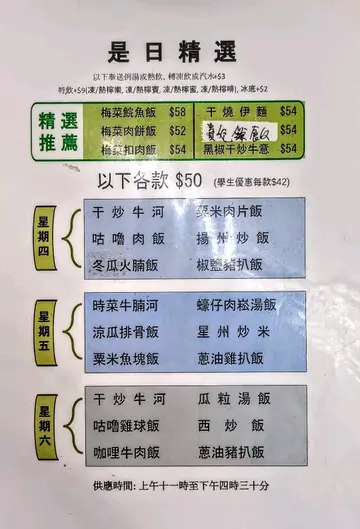 是日精選
以下奉送例湯或熱飲, 轉凍飲或汽水+$3
特飲+$9(凍/熱檸樂, 凍/熱檸賓, 凍/熱檸蜜, 凍/熱檸啡), 冰底+$2
精選推薦
梅菜鯇魚飯 $58 干燒伊麵 $54
梅菜肉餅飯 $52 $54
梅菜扣肉飯 $54 黑椒干炒牛意 $54
以下各款 $50 (學生優惠每款$42)
星期四
干炒牛河 粟米肉片飯
咕嚕肉飯 揚州炒飯
冬瓜火腩飯 椒鹽豬扒飯
星期五
時菜牛腩河 蠔仔肉崧湯飯
涼瓜排骨飯 星州炒米
粟米魚塊飯 蔥油雞扒飯
星期六
干炒牛河 瓜粒湯飯
咕嚕雞球飯 西炒飯
咖哩牛肉飯 蔥油豬扒飯
供應時間: 上午十一時至下午四時三十分